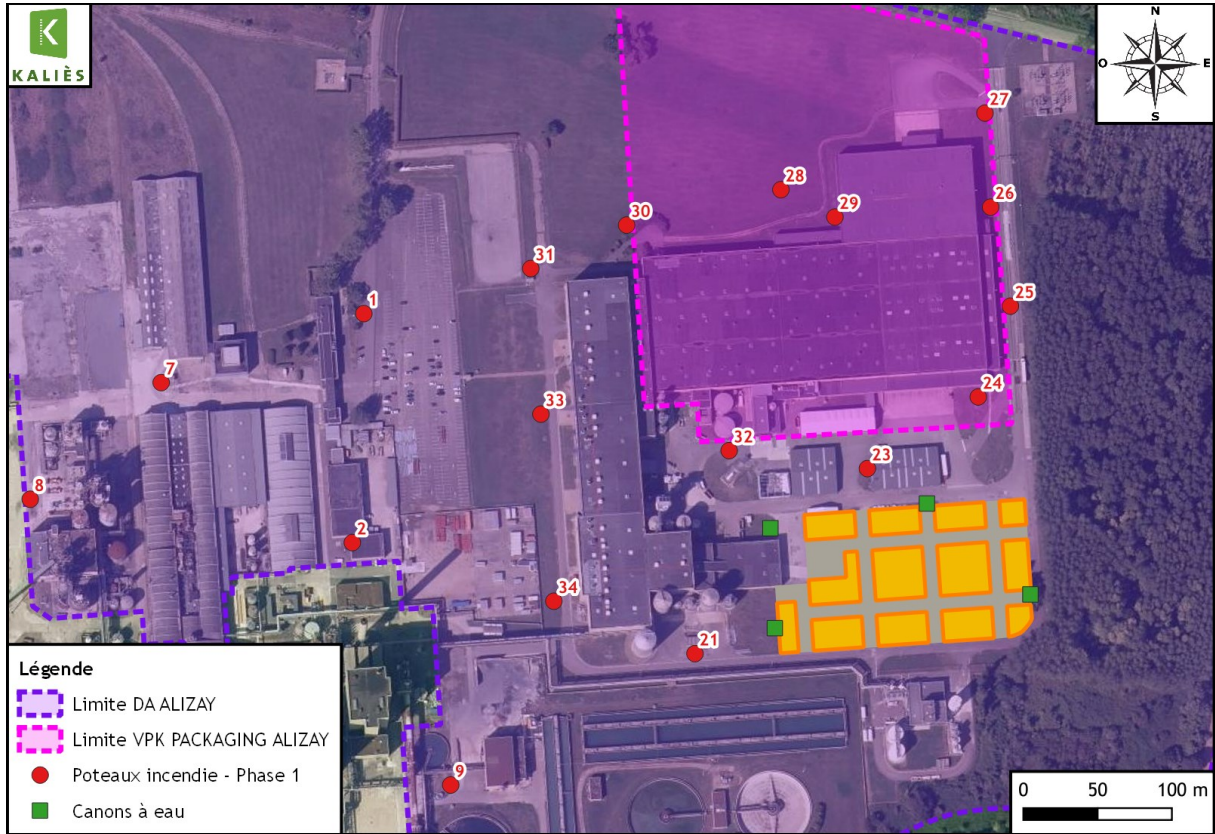 K
KALIÈS
N
O
E
S
27
28
26
29
30
31
25
1
7
24
33
32
23
8
2
34
21
9
Légende
Limite DA ALIZAY
Limite VPK PACKAGING ALIZAY
Poteaux incendie - Phase 1
Canons à eau
0 50 100 m